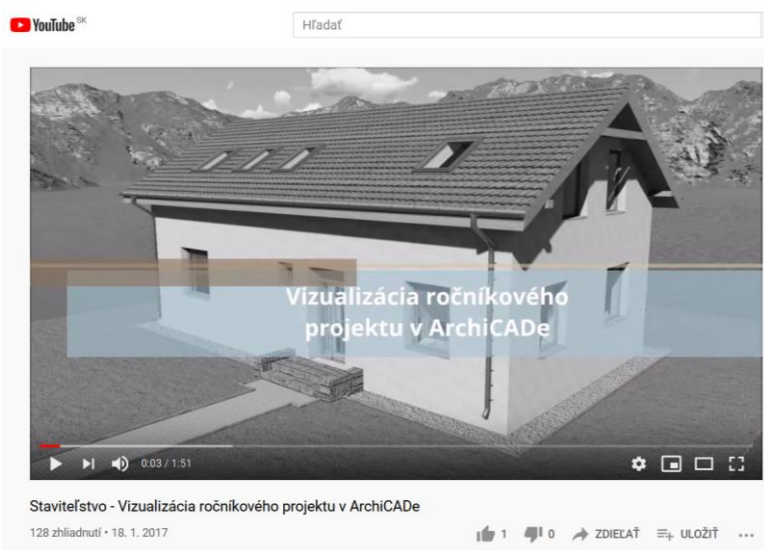 YouTube SK
Hľadať
Vizualizácia ročníkového
projektu v ArchiCADe
0:03 / 1:51
Staviteľstvo - Vizualizácia ročníkového projektu v ArchiCADe
128 zhliadnutí • 18. 1. 2017
1 0 ZDIEĽAŤ ULOŽIŤ